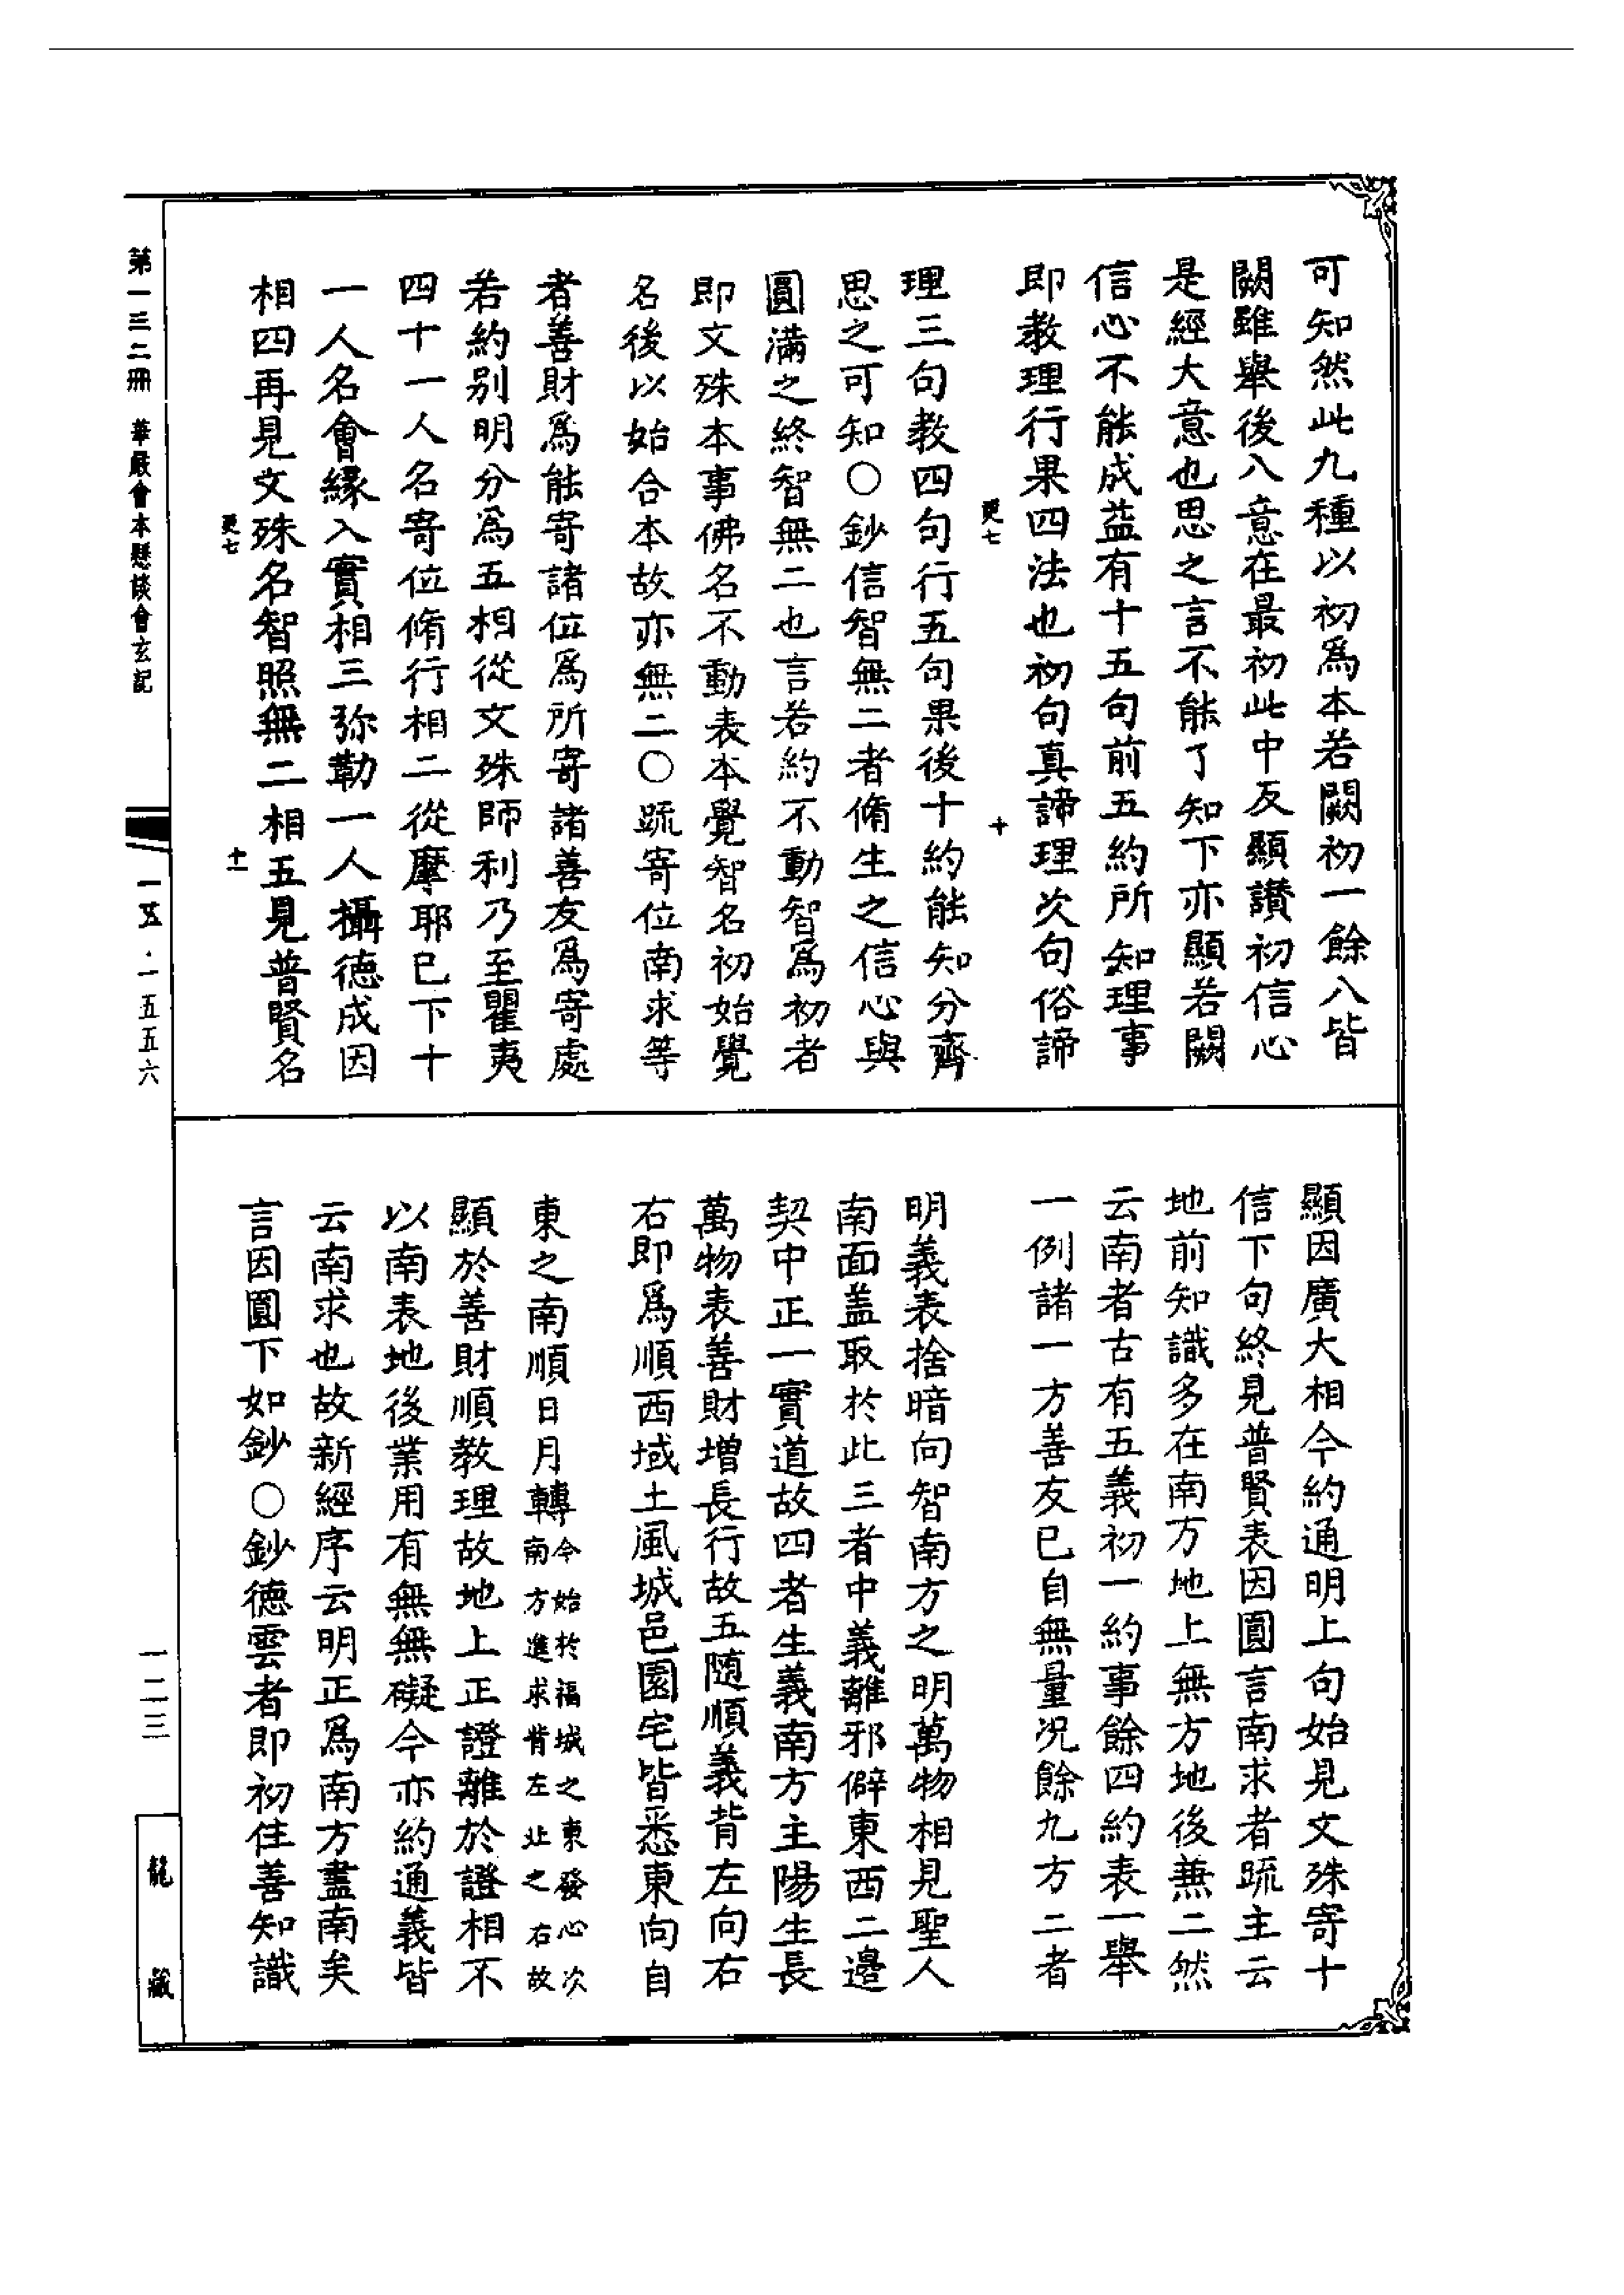 可知然此九種以初爲本若闕初一餘八皆
闕雖舉後八意在最初此中反顯讚初信心
是經大意也思之言不能了知下亦顯若闕
信心不能成益有十五句前五約所知理事
即教理行果四法也初句真諦理次句俗諦
理三句教四句行五句果後十約能知分齊
思之可知○鈔信智無二者脩生之信心與
圓滿之終智無二也言若約不動智爲初者
即文殊本事佛名不動表本覺智名初始覺
名後以始合本故亦無二○䟽寄位南求等
者善財爲能寄諸位爲所寄諸善友爲寄處
若約別明分爲五相從文殊師利乃至瞿夷
四十一人名寄位脩行相二從摩耶已下十
一人名會緣入實相三弥勒一人攝德成因
相四再見文殊名智照無二相五見普賢名
更七
十
更七
十一
顯因廣大相今約通明上句始見文殊寄十
信下句終見普賢表因圓言南求者䟽主云
地前知識多在南方地上無方地後兼二然
云南者古有五義初一約事餘四約表一舉
一例諸一方善友已自無量况餘九方二者
明義表捨暗向智南方之明萬物相見聖人
南面盖取於此三者中義離邪僻東西二邉
契中正一實道故四者生義南方主陽生長
萬物表善財增長行故五随順義背左向右
右即爲順西域土風城邑園宅皆悉東向自
東之南順日月轉今始於福城之東發心次
南方進求背左北之右故
顯於善財順教理故地上正證離於證相不
以南表地後業用有無無礙今亦約通義皆
云南求也故新經序云明正爲南方盡南矣
言因圓下如鈔○鈔德雲者即初住善知識
第一三二冊 華嚴會本懸談會玄記
一五·一五五六
一二三
龍藏